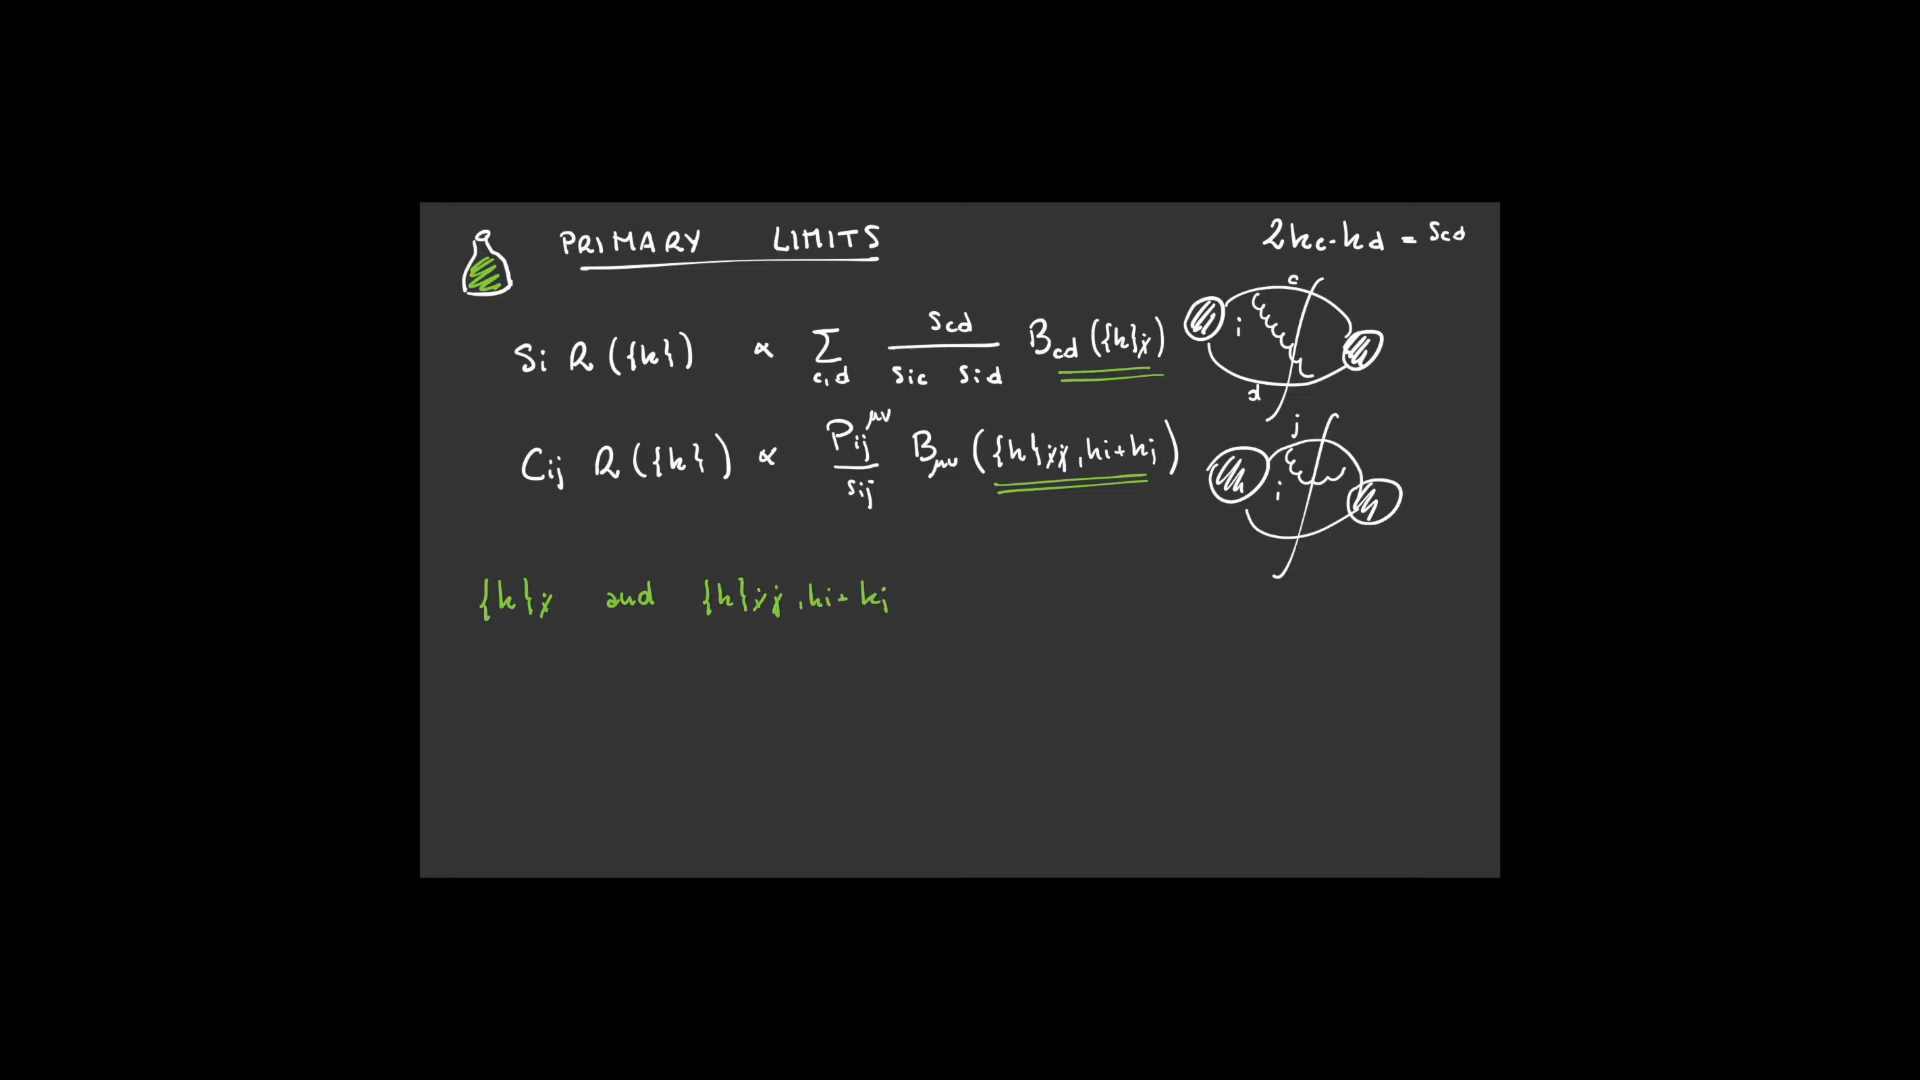 PRIMARY LIMITS
2kc·kd = Scd
Si R({k}) ∝ Σc,d Scd / Sic Sid Bcd({k}i̸)
c
i
d
Cij R({k}) ∝ Pij^μν / Sij Bμν({k}i̸j̸, ki+kj)
j
i
{k}i̸ and {k}i̸j̸, ki+kj